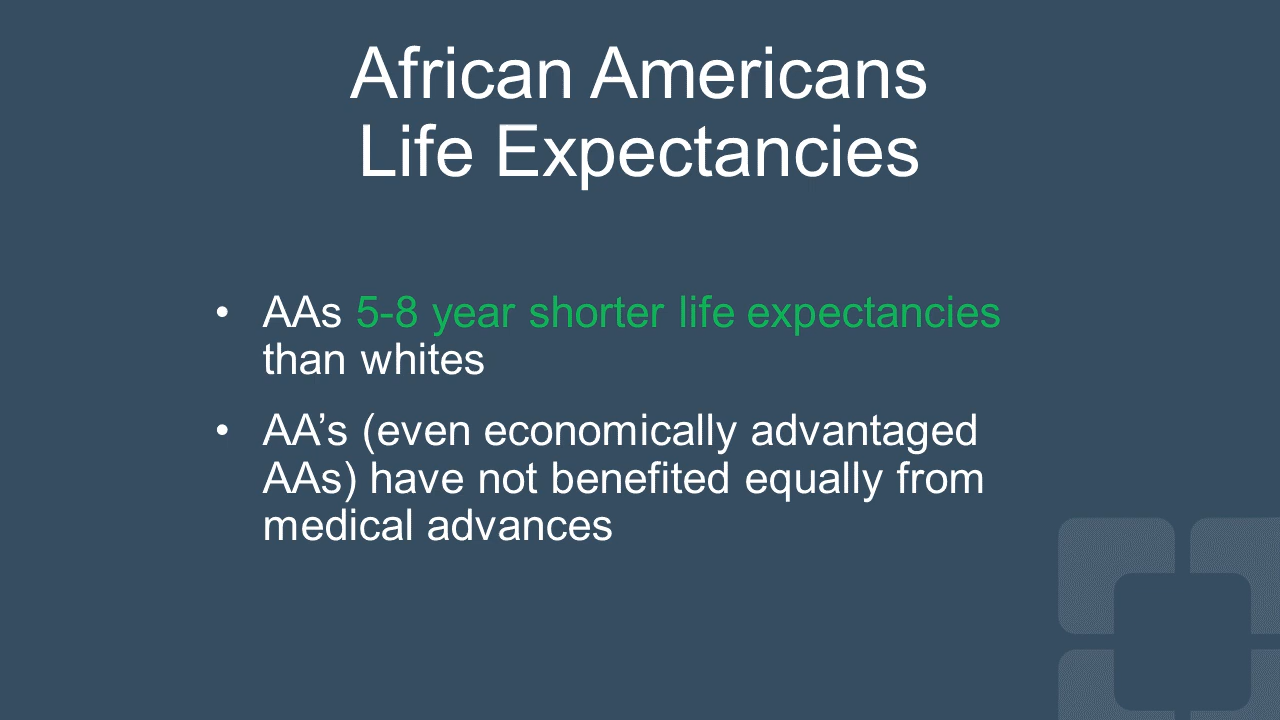 African Americans
Life Expectancies
• AAs 5-8 year shorter life expectancies
than whites
• AA’s (even economically advantaged
AAs) have not benefited equally from
medical advances